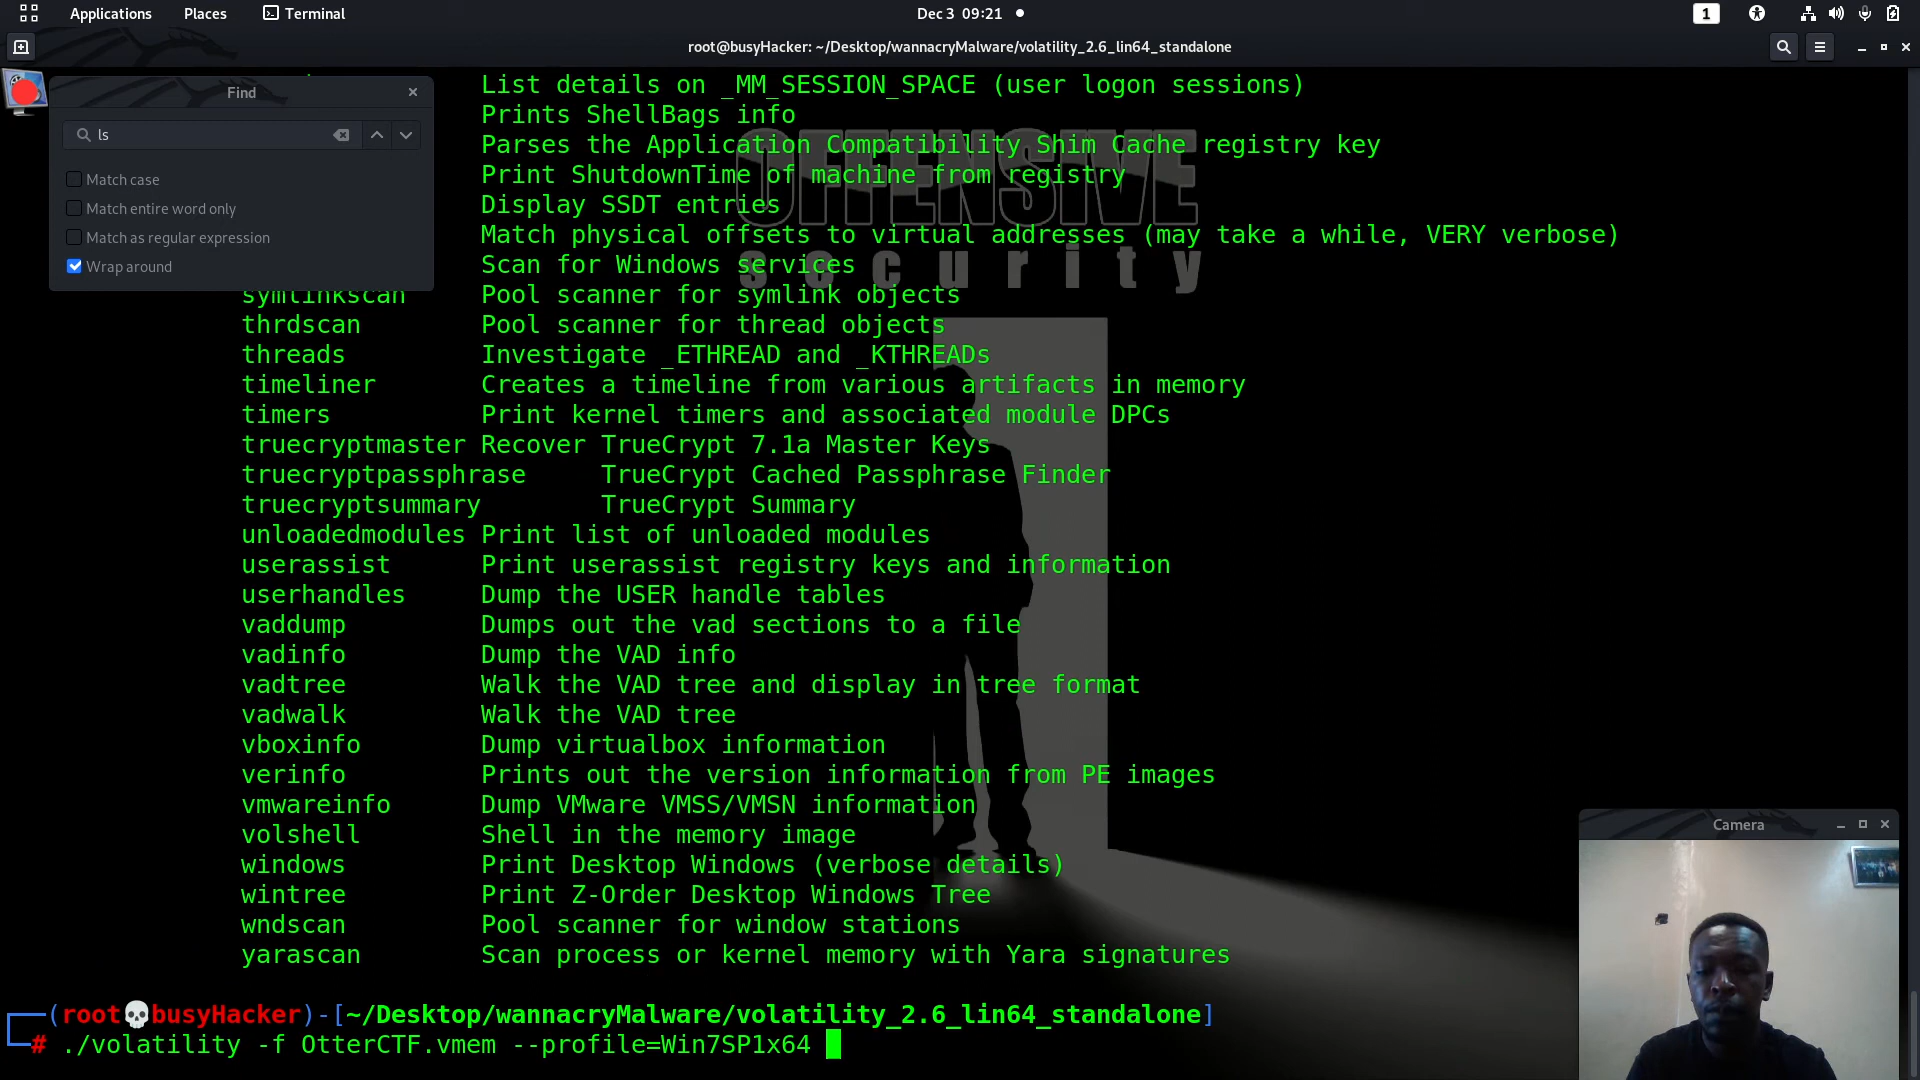 Applications Places Terminal Dec 3 09:21 1
root@busyHacker: ~/Desktop/wannacryMalware/volatility_2.6_lin64_standalone
Find
ls
Match case
Match entire word only
Match as regular expression
Wrap around
List details on _MM_SESSION_SPACE (user logon sessions)
Prints ShellBags info
Parses the Application Compatibility Shim Cache registry key
Print ShutdownTime of machine from registry
Display SSDT entries
Match physical offsets to virtual addresses (may take a while, VERY verbose)
Scan for Windows services
symlinkscan Pool scanner for symlink objects
thrdscan Pool scanner for thread objects
threads Investigate _ETHREAD and _KTHREADs
timeliner Creates a timeline from various artifacts in memory
timers Print kernel timers and associated module DPCs
truecryptmaster Recover TrueCrypt 7.1a Master Keys
truecryptpassphrase TrueCrypt Cached Passphrase Finder
truecryptsummary TrueCrypt Summary
unloadedmodules Print list of unloaded modules
userassist Print userassist registry keys and information
userhandles Dump the USER handle tables
vaddump Dumps out the vad sections to a file
vadinfo Dump the VAD info
vadtree Walk the VAD tree and display in tree format
vadwalk Walk the VAD tree
vboxinfo Dump virtualbox information
verinfo Prints out the version information from PE images
vmwareinfo Dump VMware VMSS/VMSN information
volshell Shell in the memory image
windows Print Desktop Windows (verbose details)
wintree Print Z-Order Desktop Windows Tree
wndscan Pool scanner for window stations
yarascan Scan process or kernel memory with Yara signatures
(root💀busyHacker)-[~/Desktop/wannacryMalware/volatility_2.6_lin64_standalone]
# ./volatility -f OtterCTF.vmem --profile=Win7SP1x64
OFFENSIVE
security
Camera